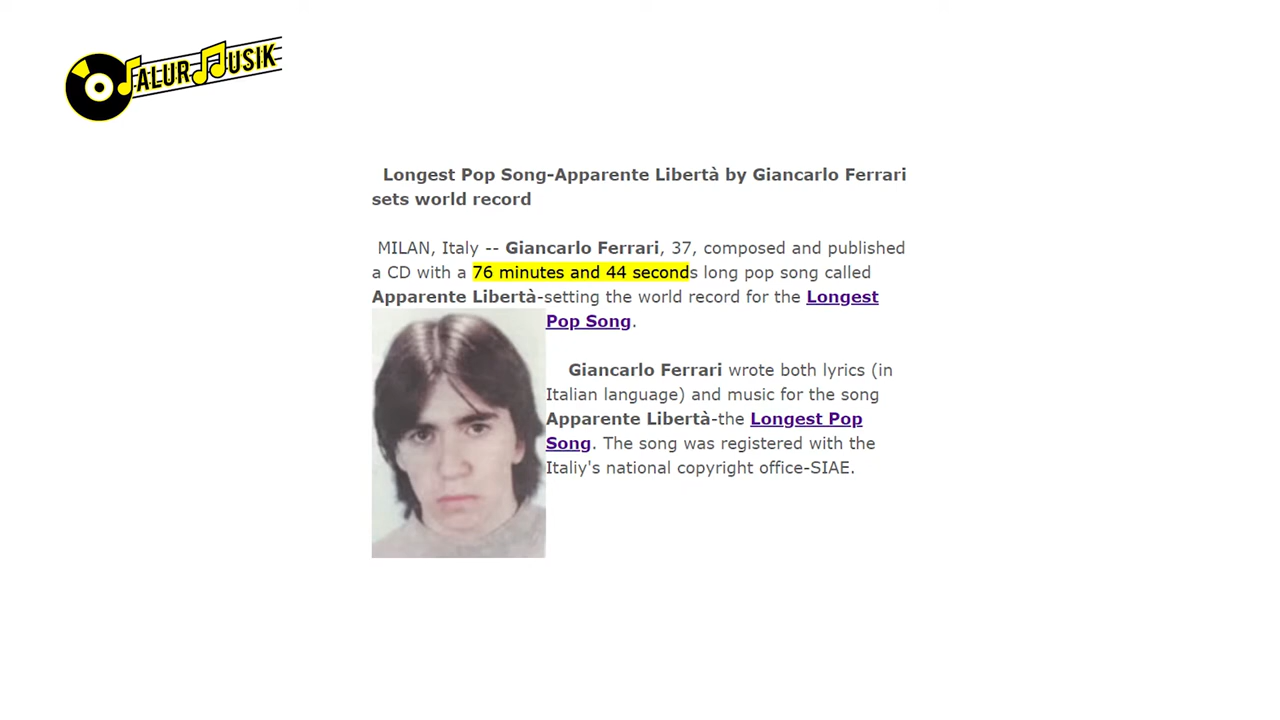 ALUR MUSIK
Longest Pop Song-Apparente Libertà by Giancarlo Ferrari
sets world record
MILAN, Italy -- Giancarlo Ferrari, 37, composed and published
a CD with a 76 minutes and 44 seconds long pop song called
Apparente Libertà-setting the world record for the Longest
Pop Song.
Giancarlo Ferrari wrote both lyrics (in
Italian language) and music for the song
Apparente Libertà-the Longest Pop
Song. The song was registered with the
Italiy's national copyright office-SIAE.